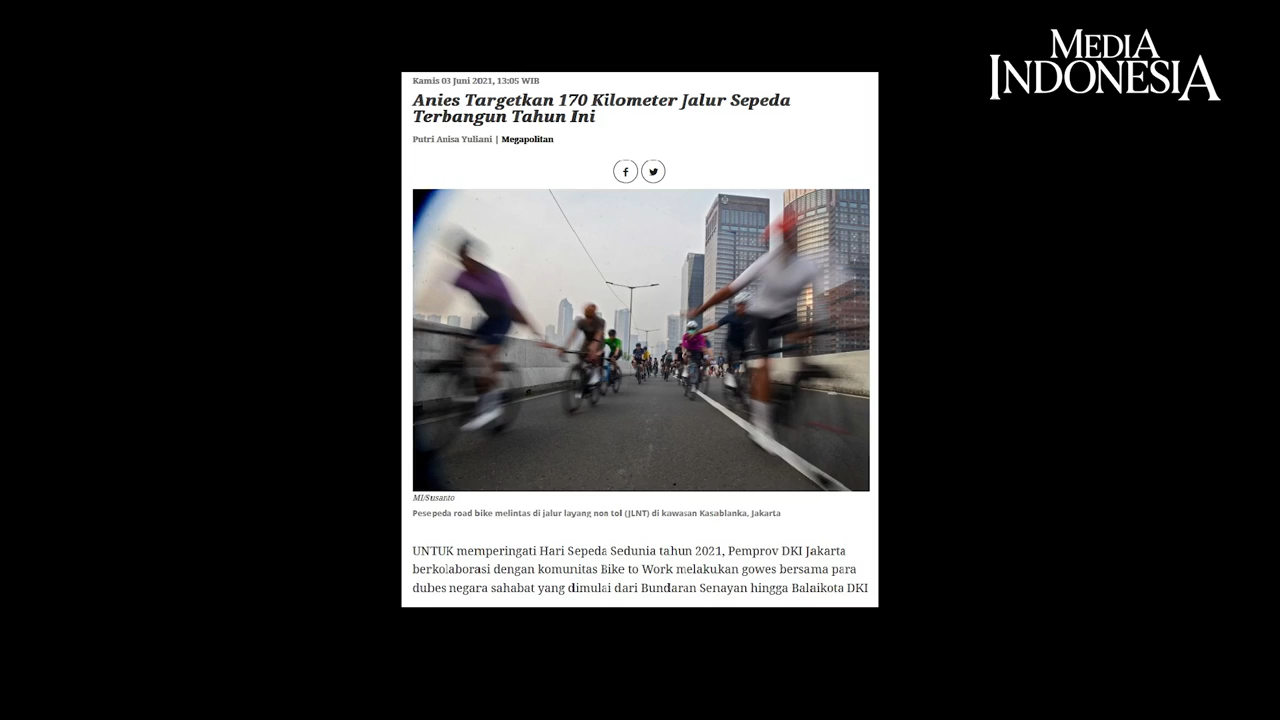 MEDIA
INDONESIA
Kamis 03 Juni 2021, 13:05 WIB
Anies Targetkan 170 Kilometer Jalur Sepeda
Terbangun Tahun Ini
Putri Anisa Yuliani | Megapolitan
MI/Susanto
Pesepeda road bike melintas di jalur layang non tol (JLNT) di kawasan Kasablanka, Jakarta
UNTUK memperingati Hari Sepeda Sedunia tahun 2021, Pemprov DKI Jakarta
berkolaborasi dengan komunitas Bike to Work melakukan gowes bersama para
dubes negara sahabat yang dimulai dari Bundaran Senayan hingga Balaikota DKI